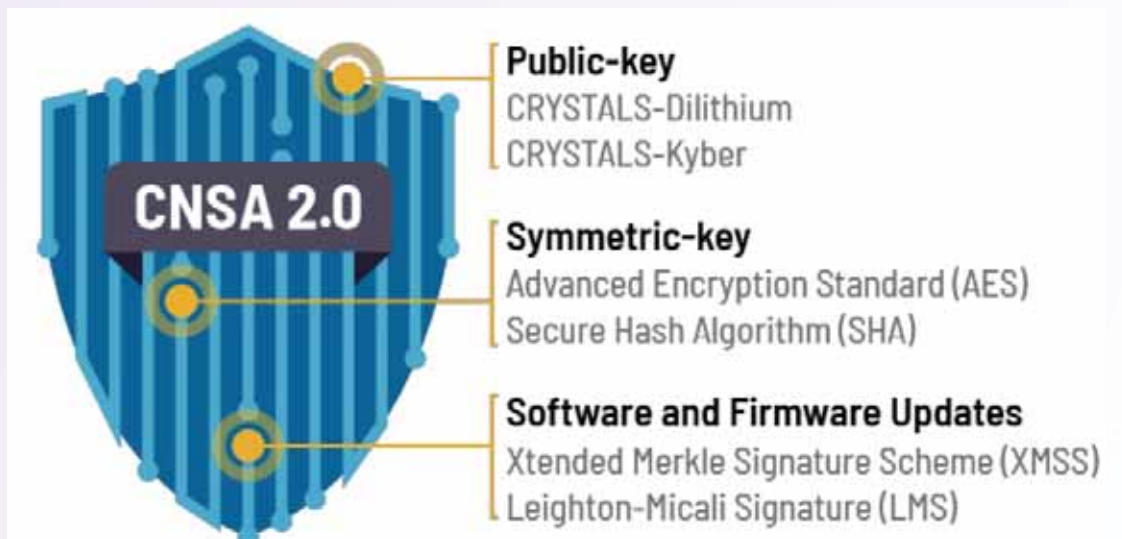 CNSA 2.0
Public-key
CRYSTALS-Dilithium
CRYSTALS-Kyber
Symmetric-key
Advanced Encryption Standard (AES)
Secure Hash Algorithm (SHA)
Software and Firmware Updates
Xtended Merkle Signature Scheme (XMSS)
Leighton-Micali Signature (LMS)